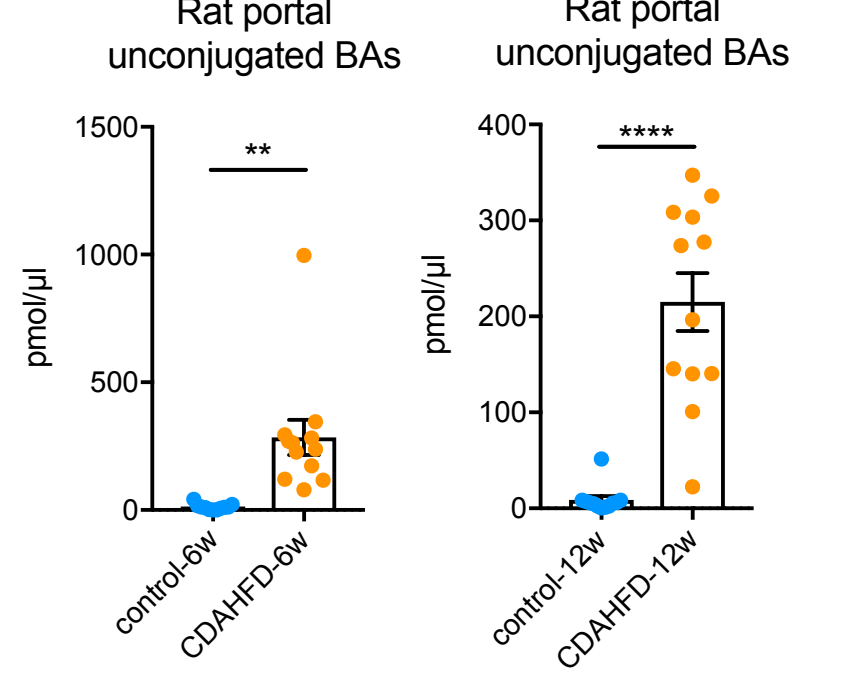 Rat portal
unconjugated BAs
1500
1000
500
0
pmol/µl
**
control-6w
CDAHFD-6w
Rat portal
unconjugated BAs
400
300
200
100
0
pmol/µl
****
control-12w
CDAHFD-12w